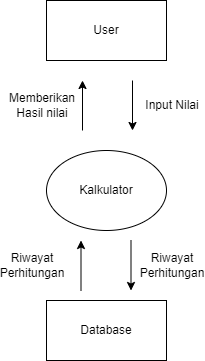 User
Memberikan
Hasil nilai
Input Nilai
Kalkulator
Riwayat
Perhitungan
Riwayat
Perhitungan
Database